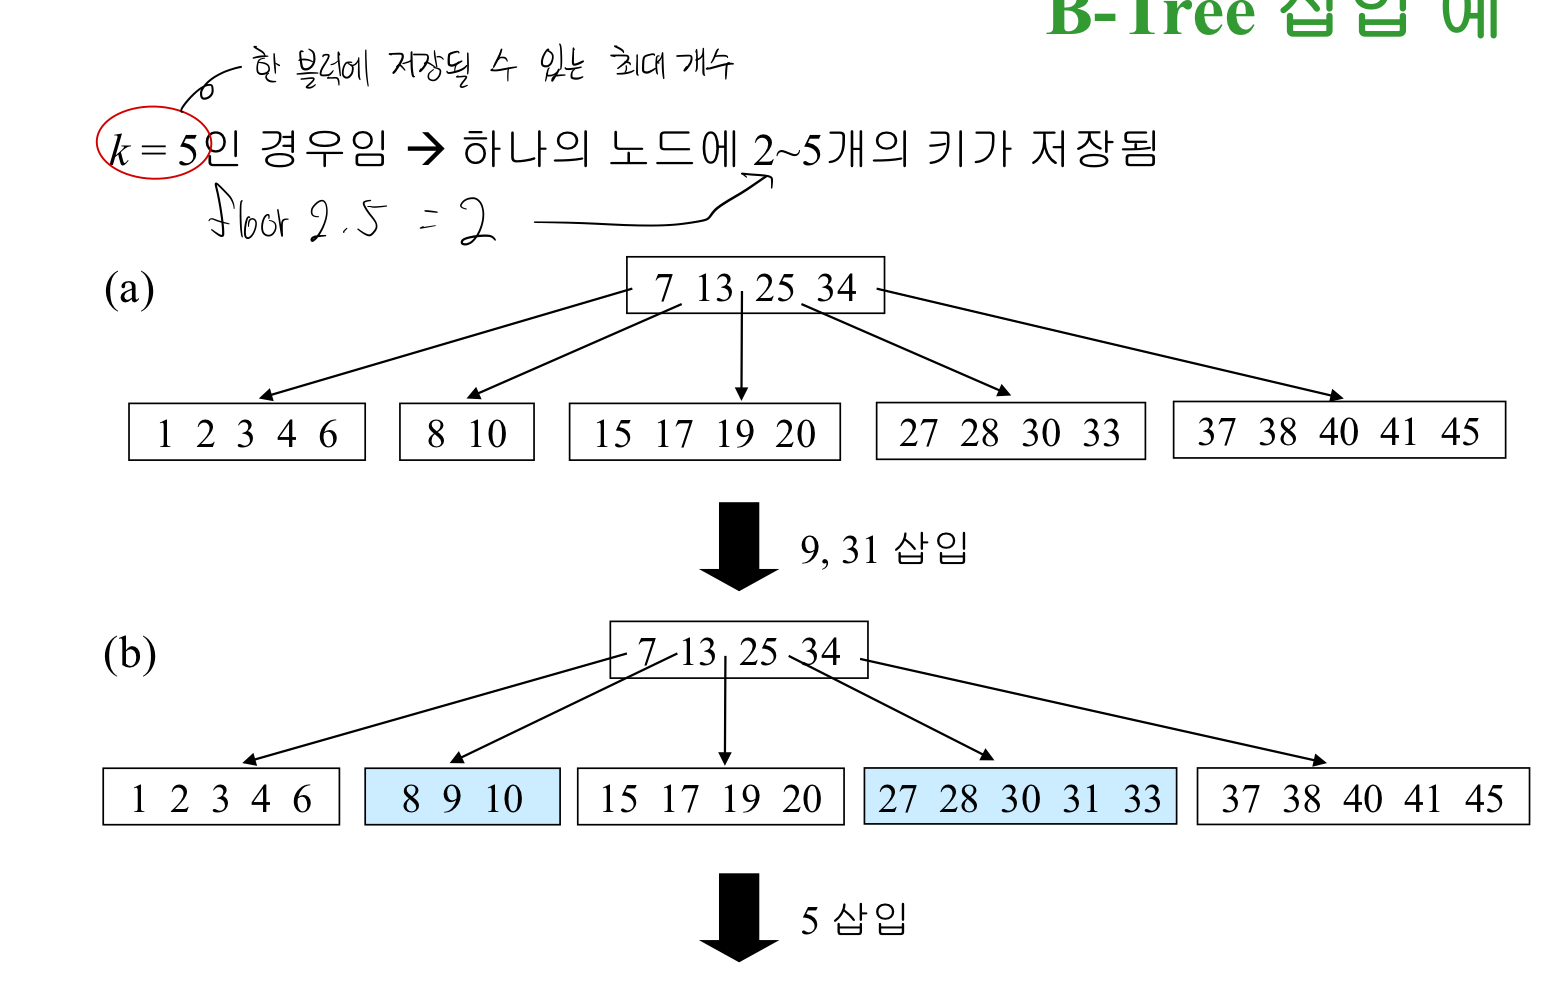 B-Tree 삽입 예
한 블럭에 저장될 수 있는 최대 개수
k = 5인 경우임 → 하나의 노드에 2~5개의 키가 저장됨
floor 2.5 = 2
(a)
7 13 25 34
1 2 3 4 6 8 10 15 17 19 20 27 28 30 33 37 38 40 41 45
9, 31 삽입
(b)
7 13 25 34
1 2 3 4 6 8 9 10 15 17 19 20 27 28 30 31 33 37 38 40 41 45
5 삽입